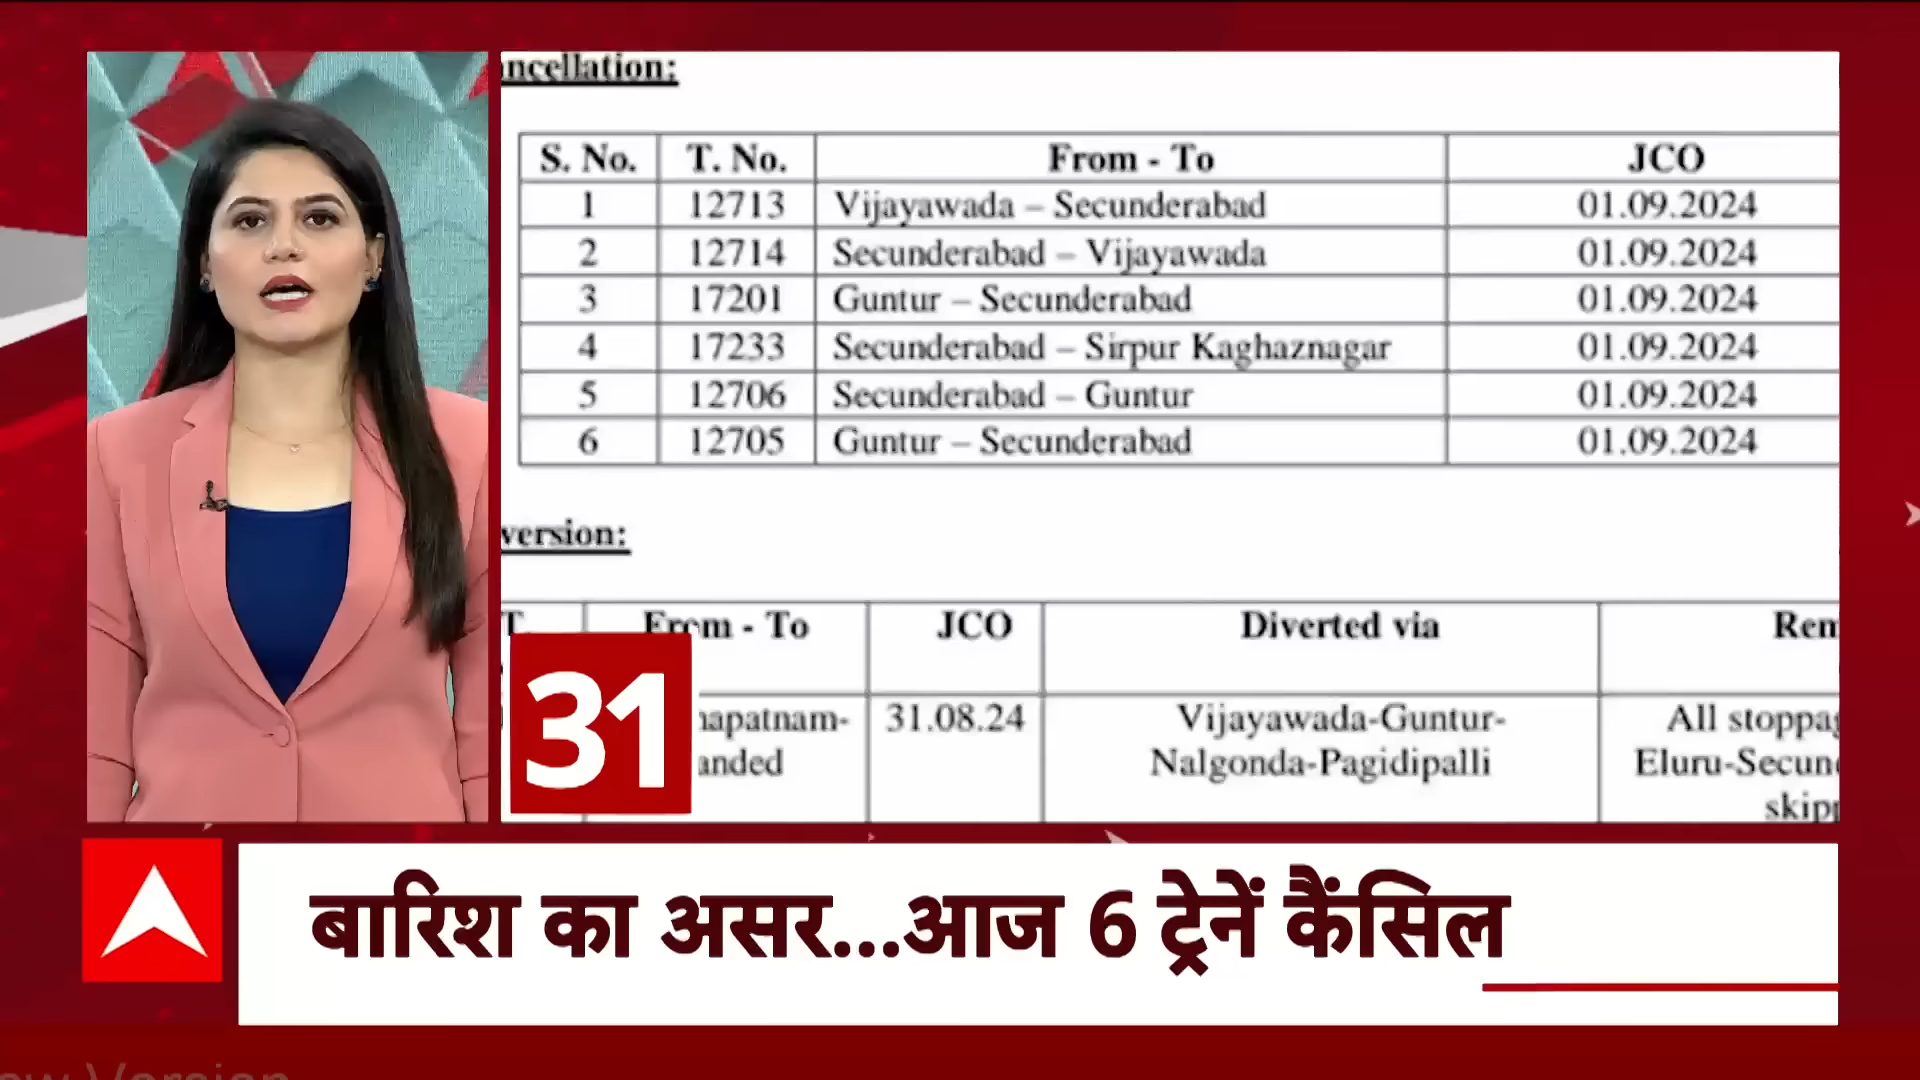 ncellation:
S. No. T. No. From - To JCO
1 12713 Vijayawada – Secunderabad 01.09.2024
2 12714 Secunderabad – Vijayawada 01.09.2024
3 17201 Guntur – Secunderabad 01.09.2024
4 17233 Secunderabad – Sirpur Kaghaznagar 01.09.2024
5 12706 Secunderabad – Guntur 01.09.2024
6 12705 Guntur – Secunderabad 01.09.2024
version:
T. From - To JCO Diverted via Rem
hapatnam- 31.08.24 Vijayawada-Guntur- All stoppag
anded Nalgonda-Pagidipalli Eluru-Secun
skipp
31
बारिश का असर...आज 6 ट्रेनें कैंसिल